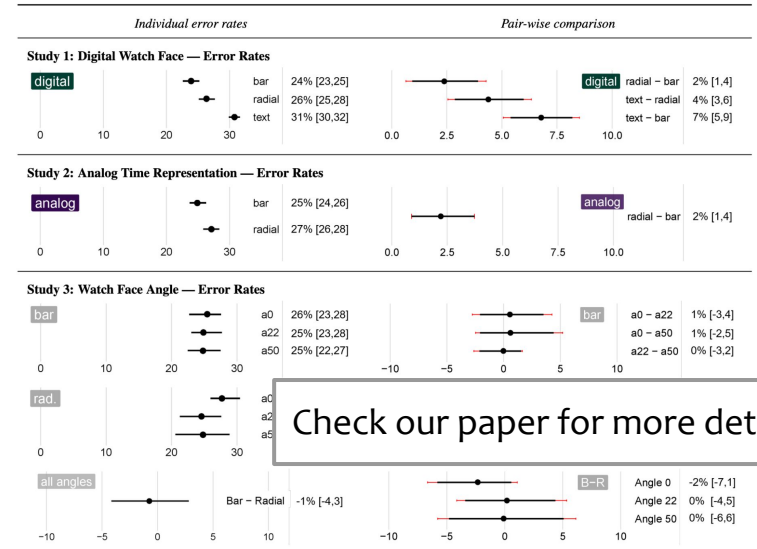 Individual error rates
Pair-wise comparison
Study 1: Digital Watch Face — Error Rates
digital
bar 24% [23,25]
radial 26% [25,28]
text 31% [30,32]
0 10 20 30
digital
radial − bar 2% [1,4]
text − radial 4% [3,6]
text − bar 7% [5,9]
0.0 2.5 5.0 7.5 10.0
Study 2: Analog Time Representation — Error Rates
analog
bar 25% [24,26]
radial 27% [26,28]
0 10 20 30
analog
radial − bar 2% [1,4]
0.0 2.5 5.0 7.5 10.0
Study 3: Watch Face Angle — Error Rates
bar
a0 26% [23,28]
a22 25% [23,28]
a50 25% [22,27]
0 10 20 30
bar
a0 − a22 1% [-3,4]
a0 − a50 1% [-2,5]
a22 − a50 0% [-3,2]
−10 −5 0 5 10
rad.
0 10 20
Check our paper for more
all angles
Bar − Radial -1% [-4,3]
−10 −5 0 5 10
B−R
Angle 0 -2% [-7,1]
Angle 22 0% [-4,5]
Angle 50 0% [-6,6]
−10 −5 0 5 10